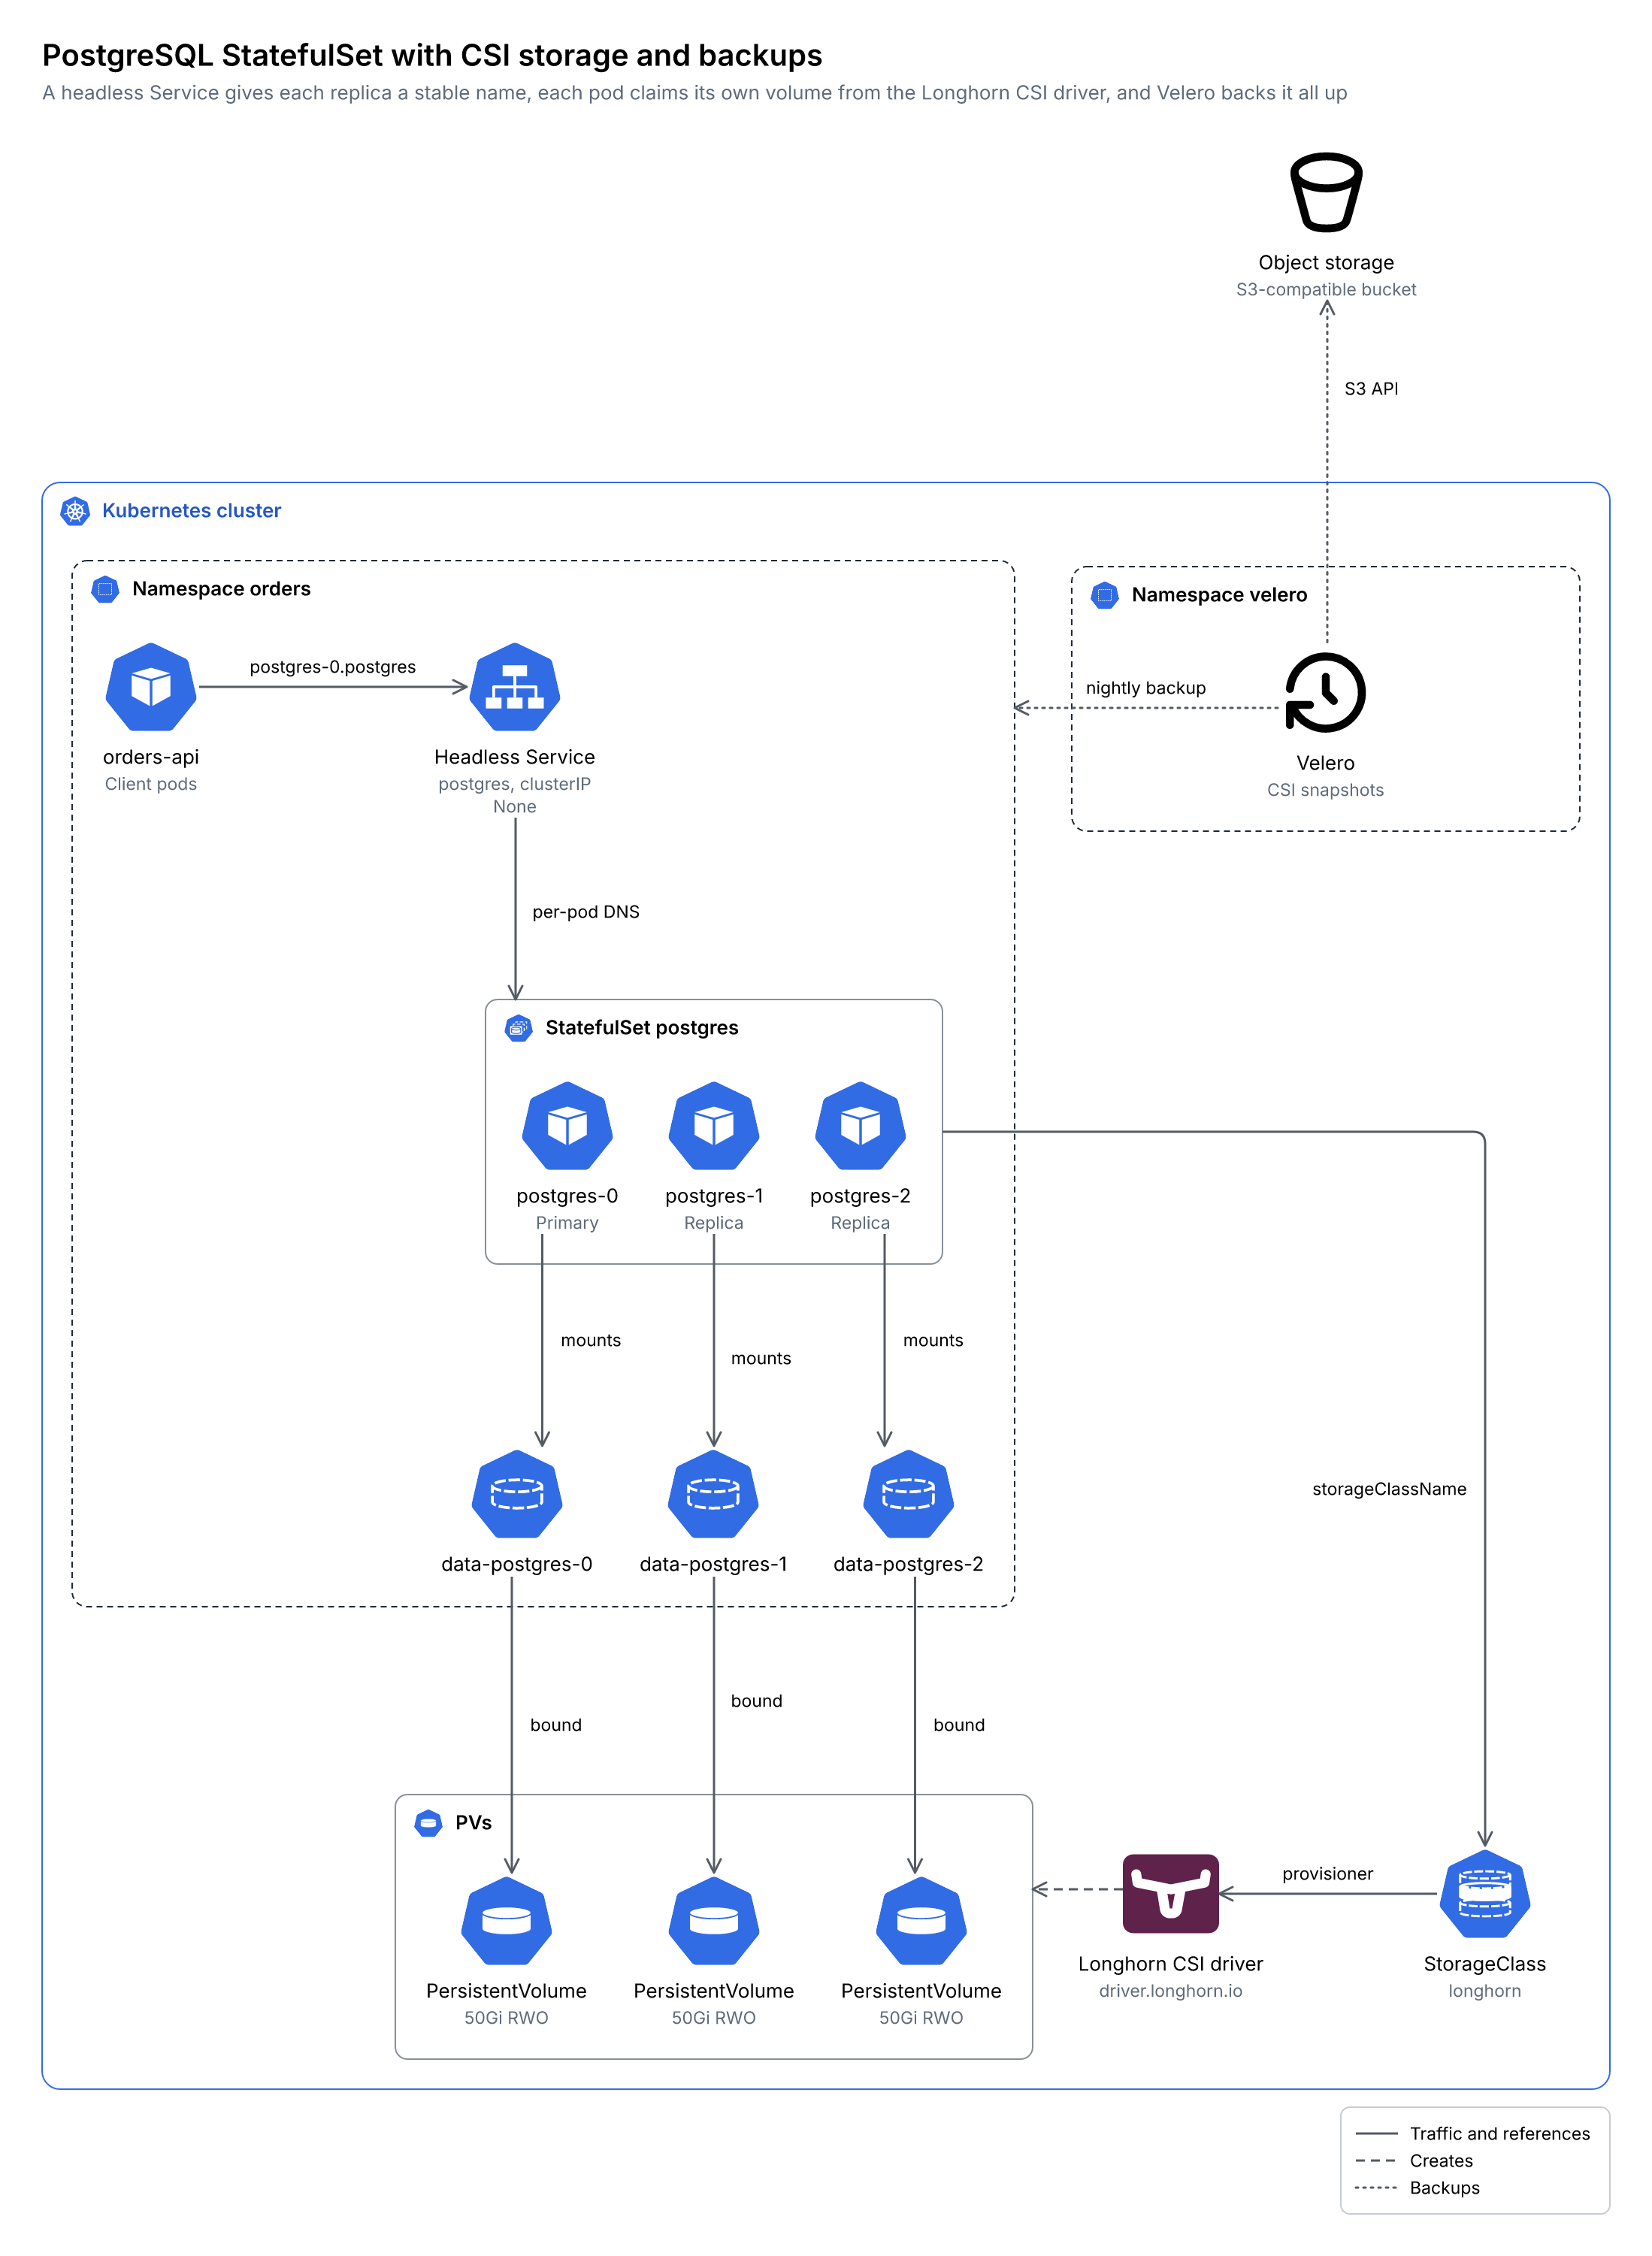 PostgreSQL StatefulSet with CSI storage and backups
A headless Service gives each replica a stable name, each pod claims its own volume from the Longhorn CSI driver, and Velero backs it all up
Object storage
S3-compatible bucket
S3 API
Kubernetes cluster
Namespace orders
Namespace velero
postgres-0.postgres
nightly backup
orders-api
Client pods
Headless Service
postgres, clusterIP
None
Velero
CSI snapshots
per-pod DNS
StatefulSet postgres
postgres-0
Primary
postgres-1
Replica
postgres-2
Replica
mounts
mounts
mounts
storageClassName
data-postgres-0
data-postgres-1
data-postgres-2
bound
bound
bound
PVs
provisioner
PersistentVolume
50Gi RWO
PersistentVolume
50Gi RWO
PersistentVolume
50Gi RWO
Longhorn CSI driver
driver.longhorn.io
StorageClass
longhorn
Traffic and references
Creates
Backups